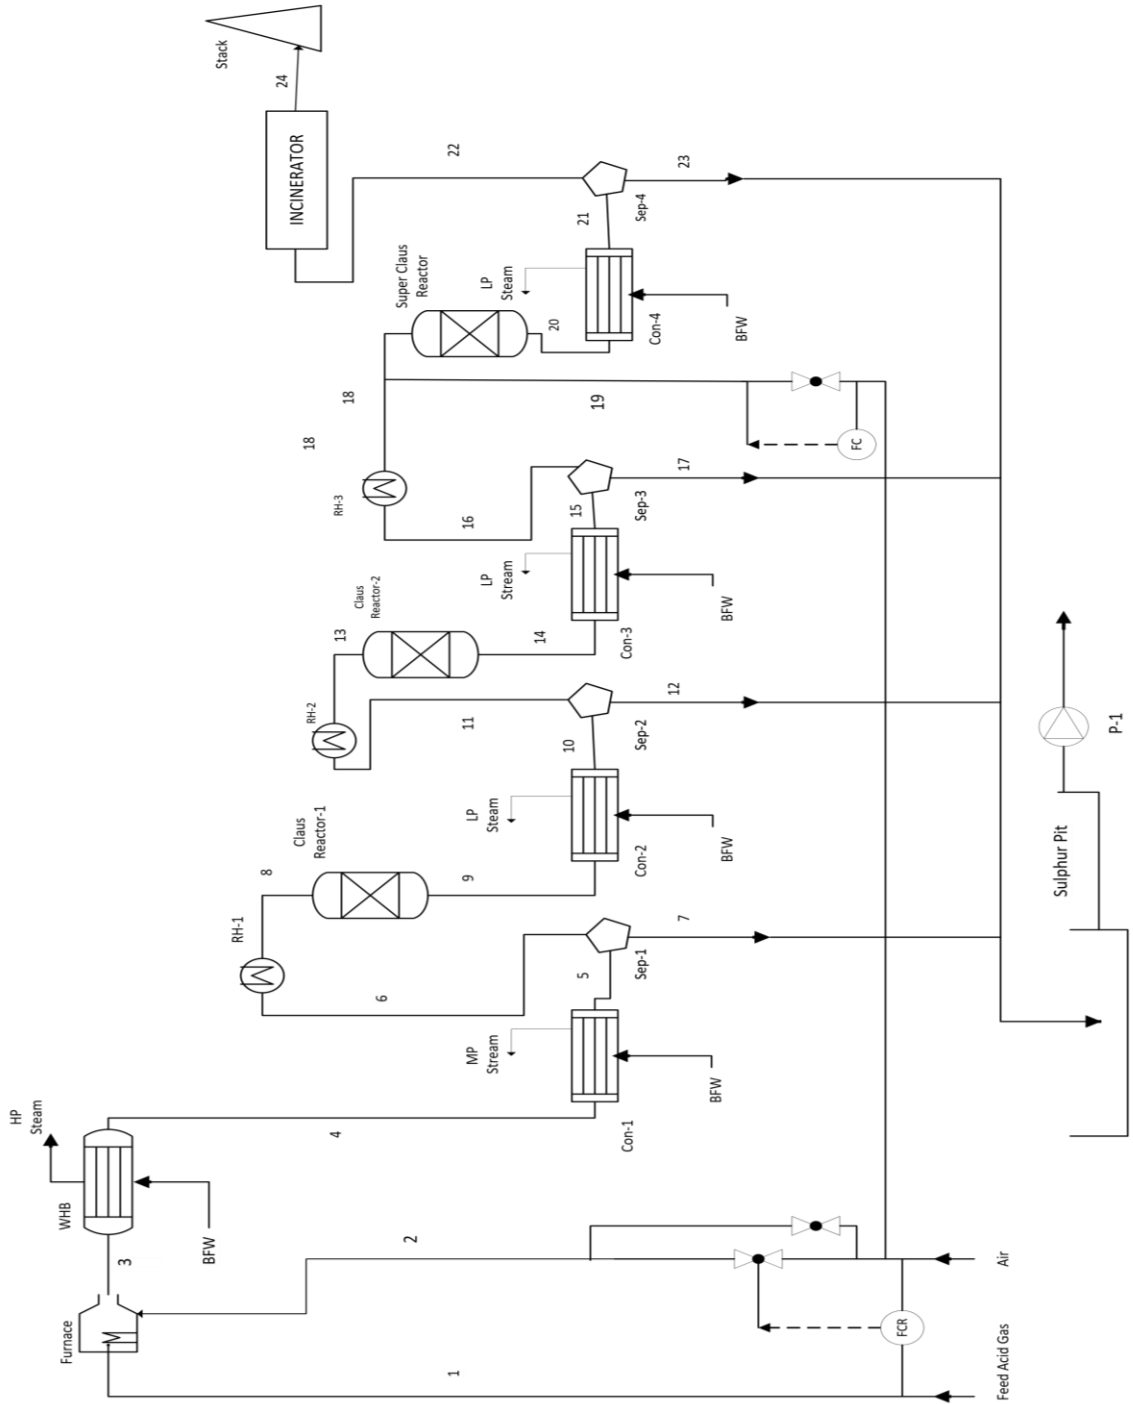 Stack
24
INCINERATOR
22
23
21
Sep-4
Super Claus
Reactor
LP
Steam
20
Con-4
BFW
18
18
19
FC
RH-3
16
15
17
Sep-3
LP
Stream
Con-3
BFW
Claus
Reactor-2
13
14
RH-2
11
10
12
Sep-2
LP
Steam
Con-2
BFW
Claus
Reactor-1
8
9
RH-1
6
5
7
Sep-1
MP
Stream
Con-1
BFW
HP
Steam
WHB
BFW
4
3
2
Furnace
1
FCR
Air
Feed Acid Gas
Sulphur Pit
P-1